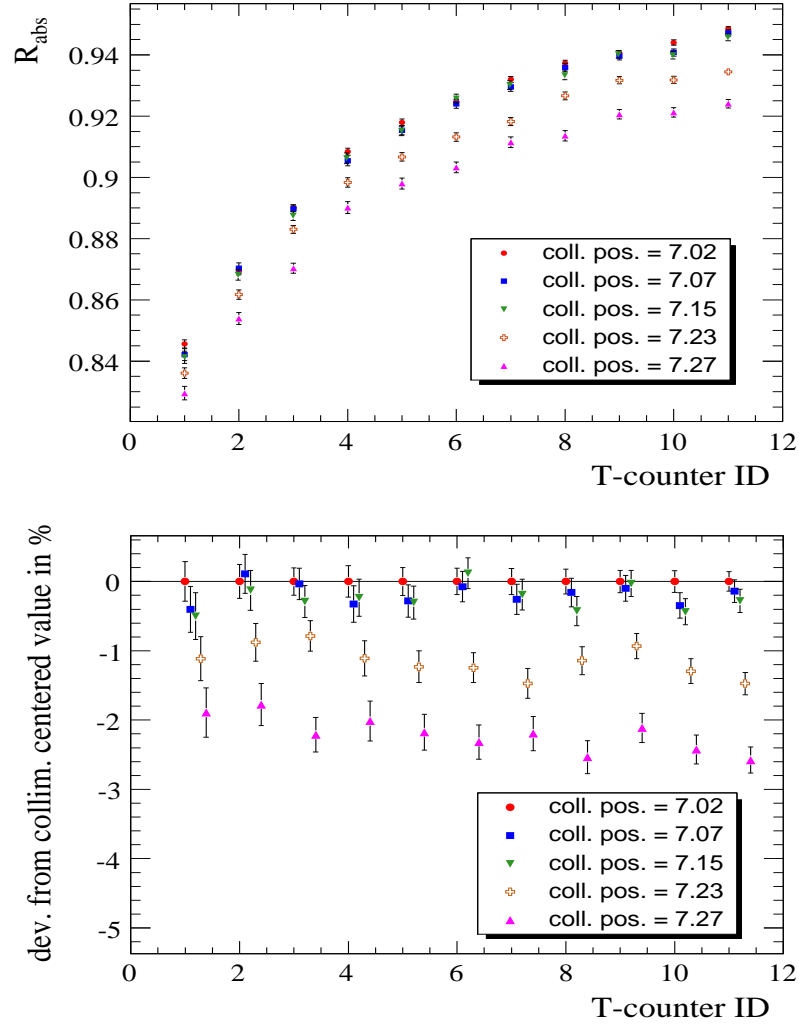 R_abs
0.94
0.92
0.9
0.88
0.86
0.84
coll. pos. = 7.02
coll. pos. = 7.07
coll. pos. = 7.15
coll. pos. = 7.23
coll. pos. = 7.27
0 2 4 6 8 10 12
T-counter ID
dev. from collim. centered value in %
0
-1
-2
-3
-4
-5
coll. pos. = 7.02
coll. pos. = 7.07
coll. pos. = 7.15
coll. pos. = 7.23
coll. pos. = 7.27
0 2 4 6 8 10 12
T-counter ID